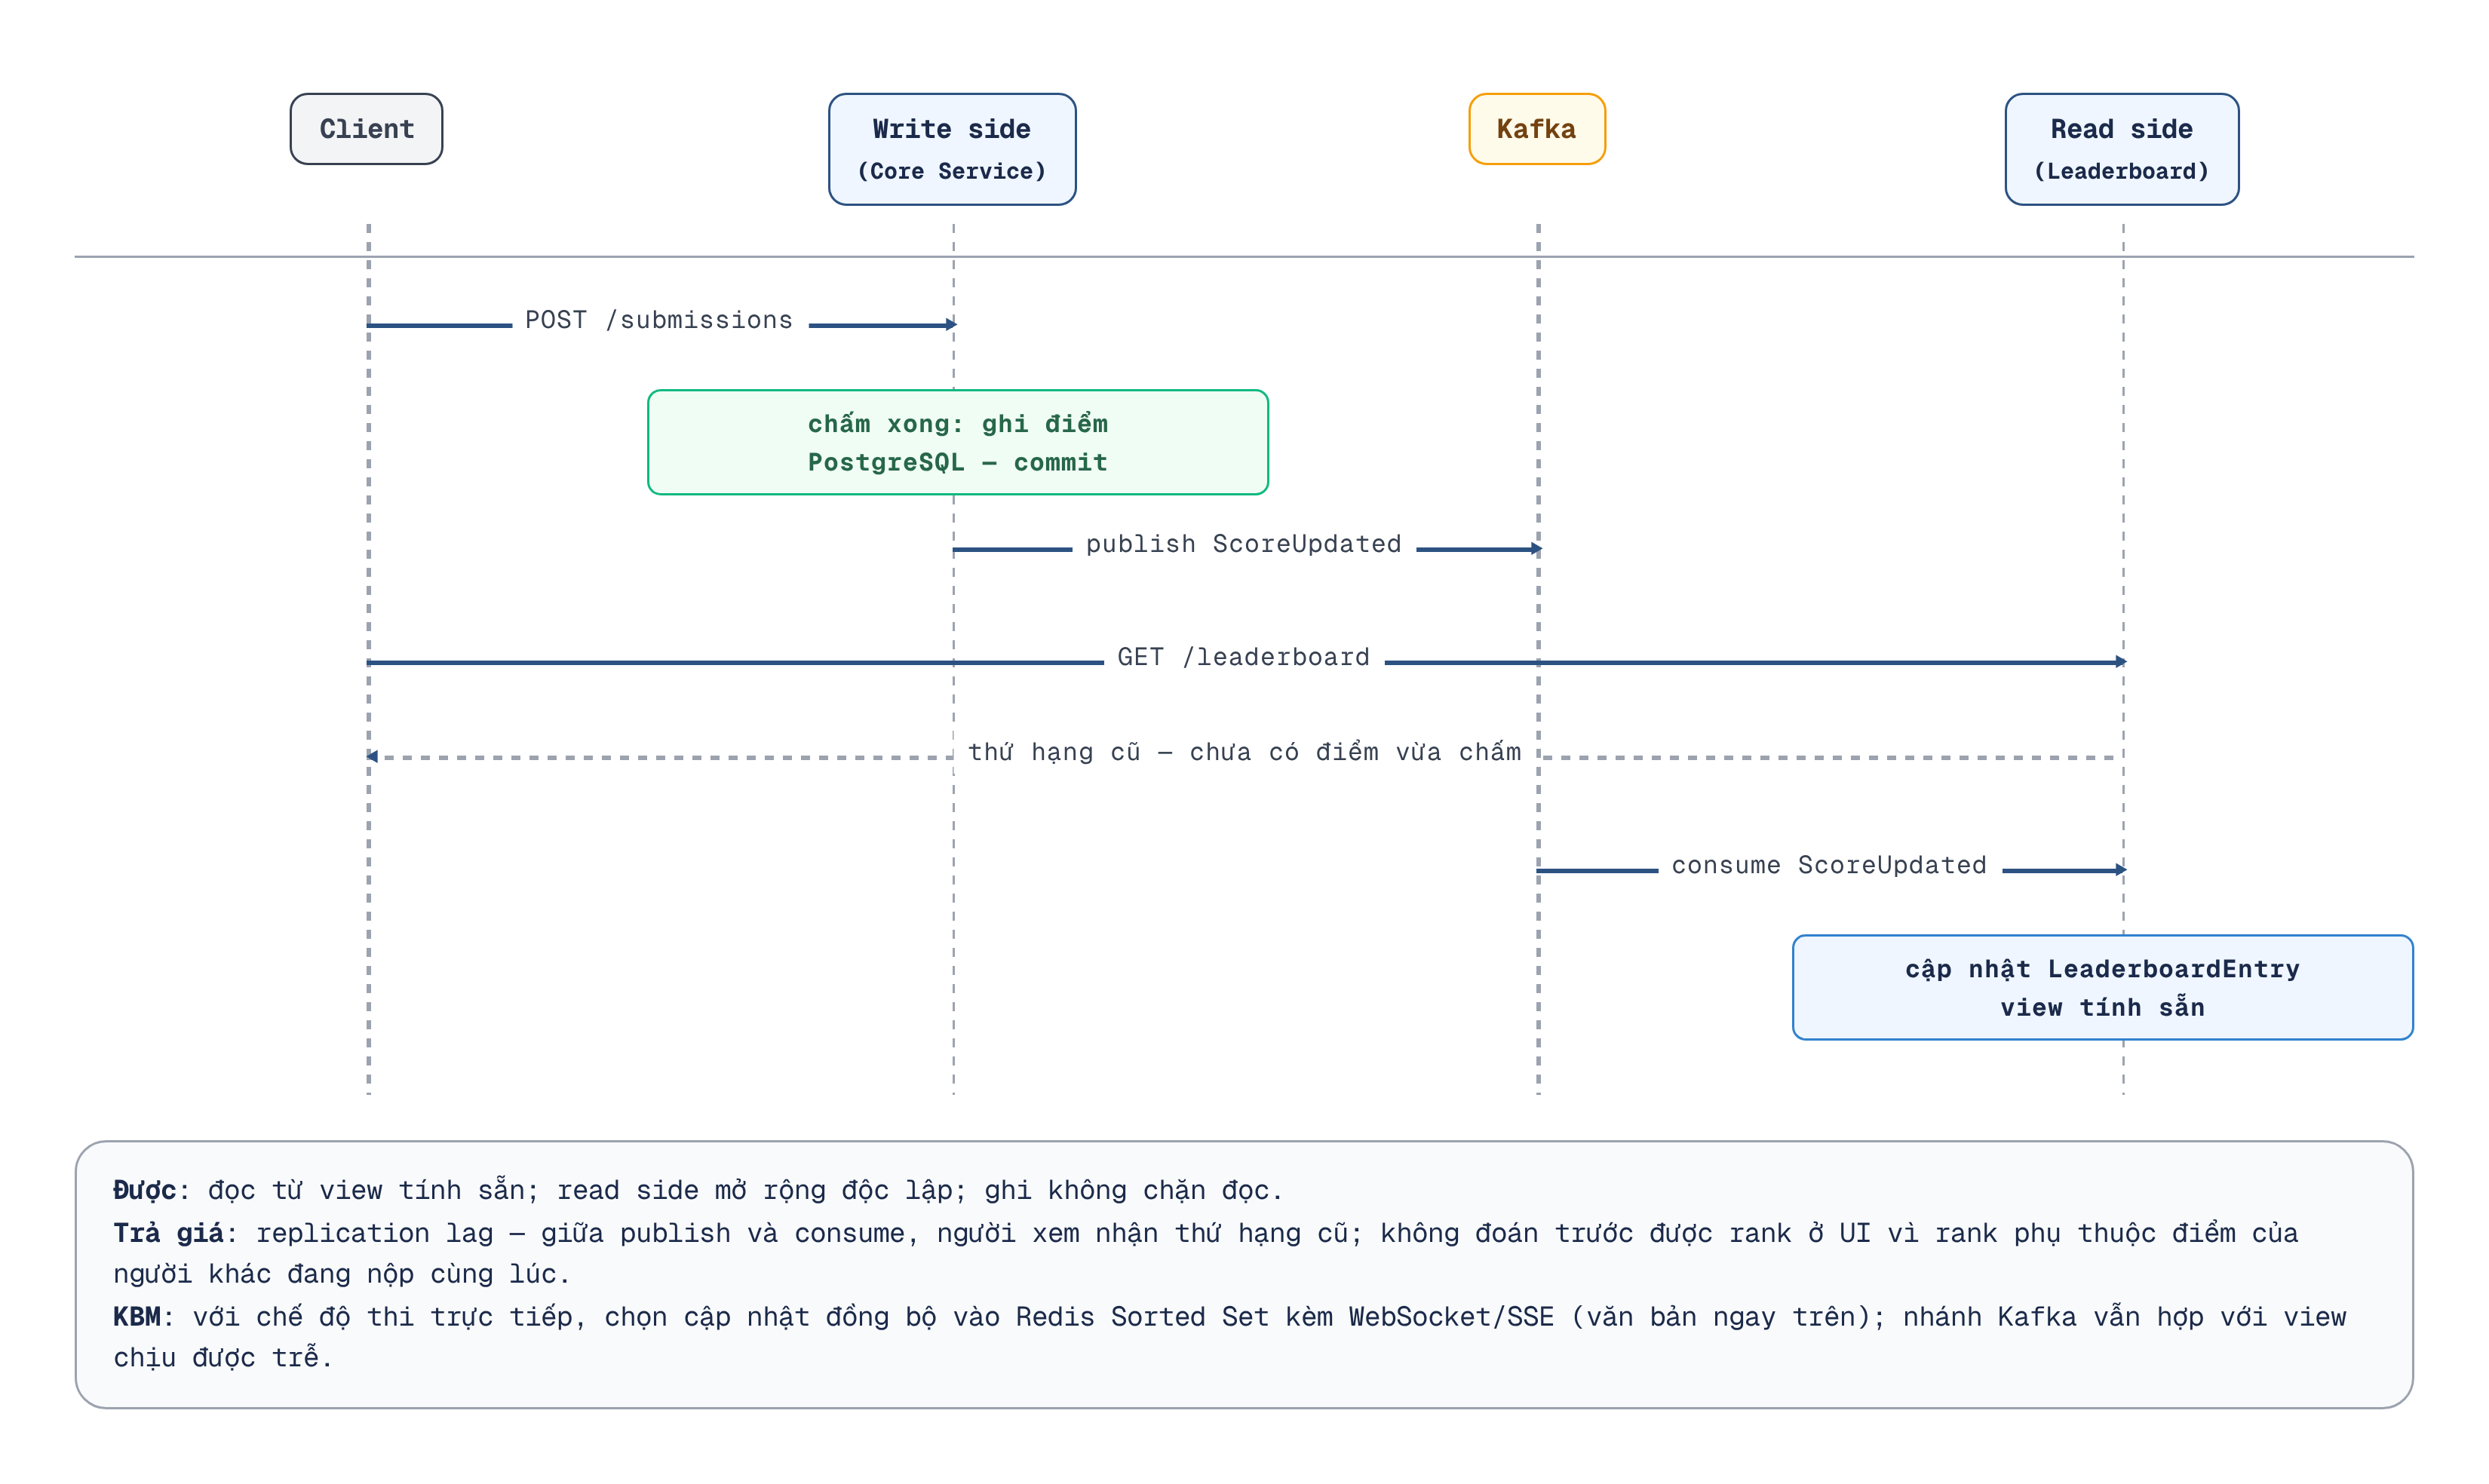 Client
Write side
(Core Service)
Kafka
Read side
(Leaderboard)
POST /submissions
chấm xong: ghi điểm
PostgreSQL — commit
publish ScoreUpdated
GET /leaderboard
thứ hạng cũ — chưa có điểm vừa chấm
consume ScoreUpdated
cập nhật LeaderboardEntry
view tính sẵn
Được: đọc từ view tính sẵn; read side mở rộng độc lập; ghi không chặn đọc.
Trả giá: replication lag — giữa publish và consume, người xem nhận thứ hạng cũ; không đoán trước được rank ở UI vì rank phụ thuộc điểm của
người khác đang nộp cùng lúc.
KBM: với chế độ thi trực tiếp, chọn cập nhật đồng bộ vào Redis Sorted Set kèm WebSocket/SSE (văn bản ngay trên); nhánh Kafka vẫn hợp với view
chịu được trễ.